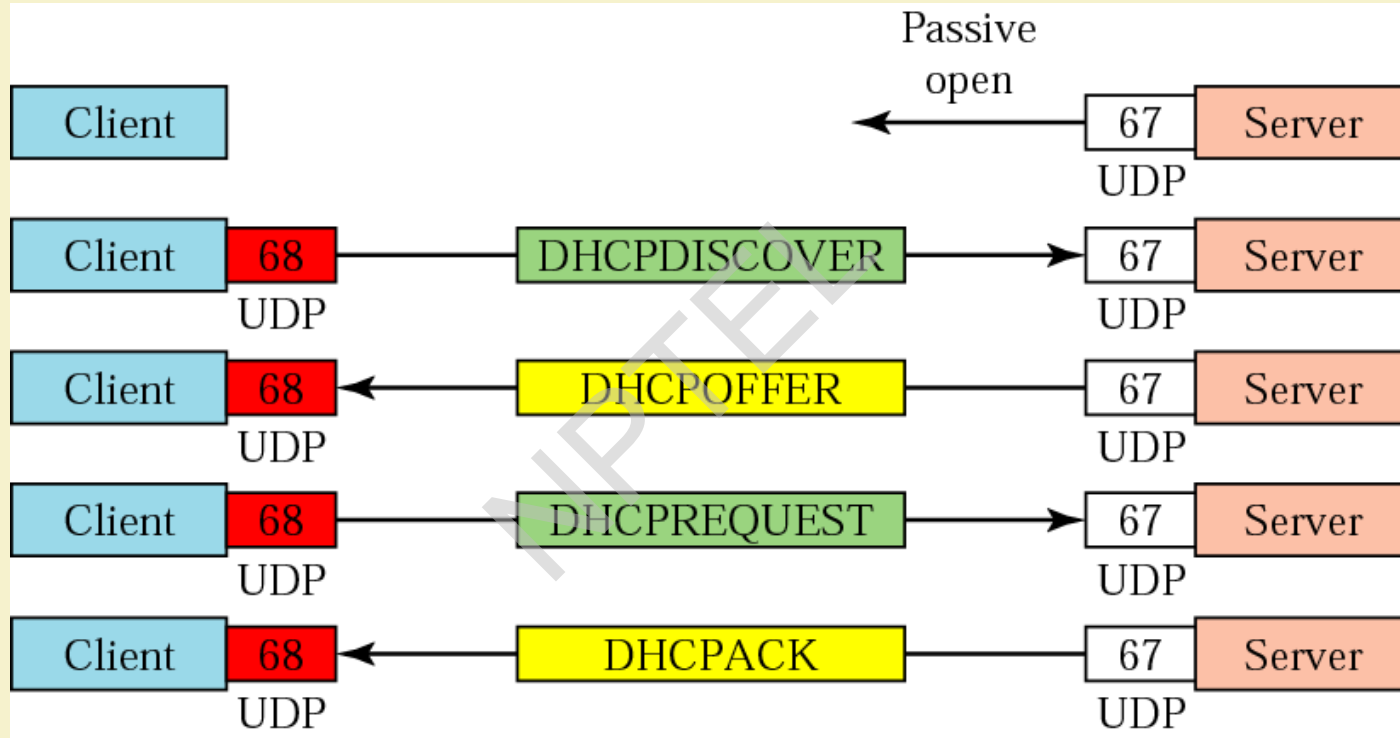 Passive
open
Client 67 Server
UDP
Client 68 DHCPDISCOVER 67 Server
UDP UDP
Client 68 DHCPOFFER 67 Server
UDP UDP
Client 68 DHCPREQUEST 67 Server
UDP UDP
Client 68 DHCPACK 67 Server
UDP UDP
NPTEL